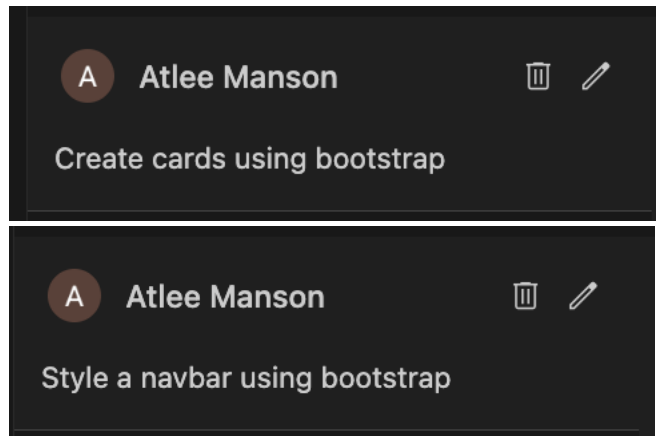 A Atlee Manson
Create cards using bootstrap
A Atlee Manson
Style a navbar using bootstrap